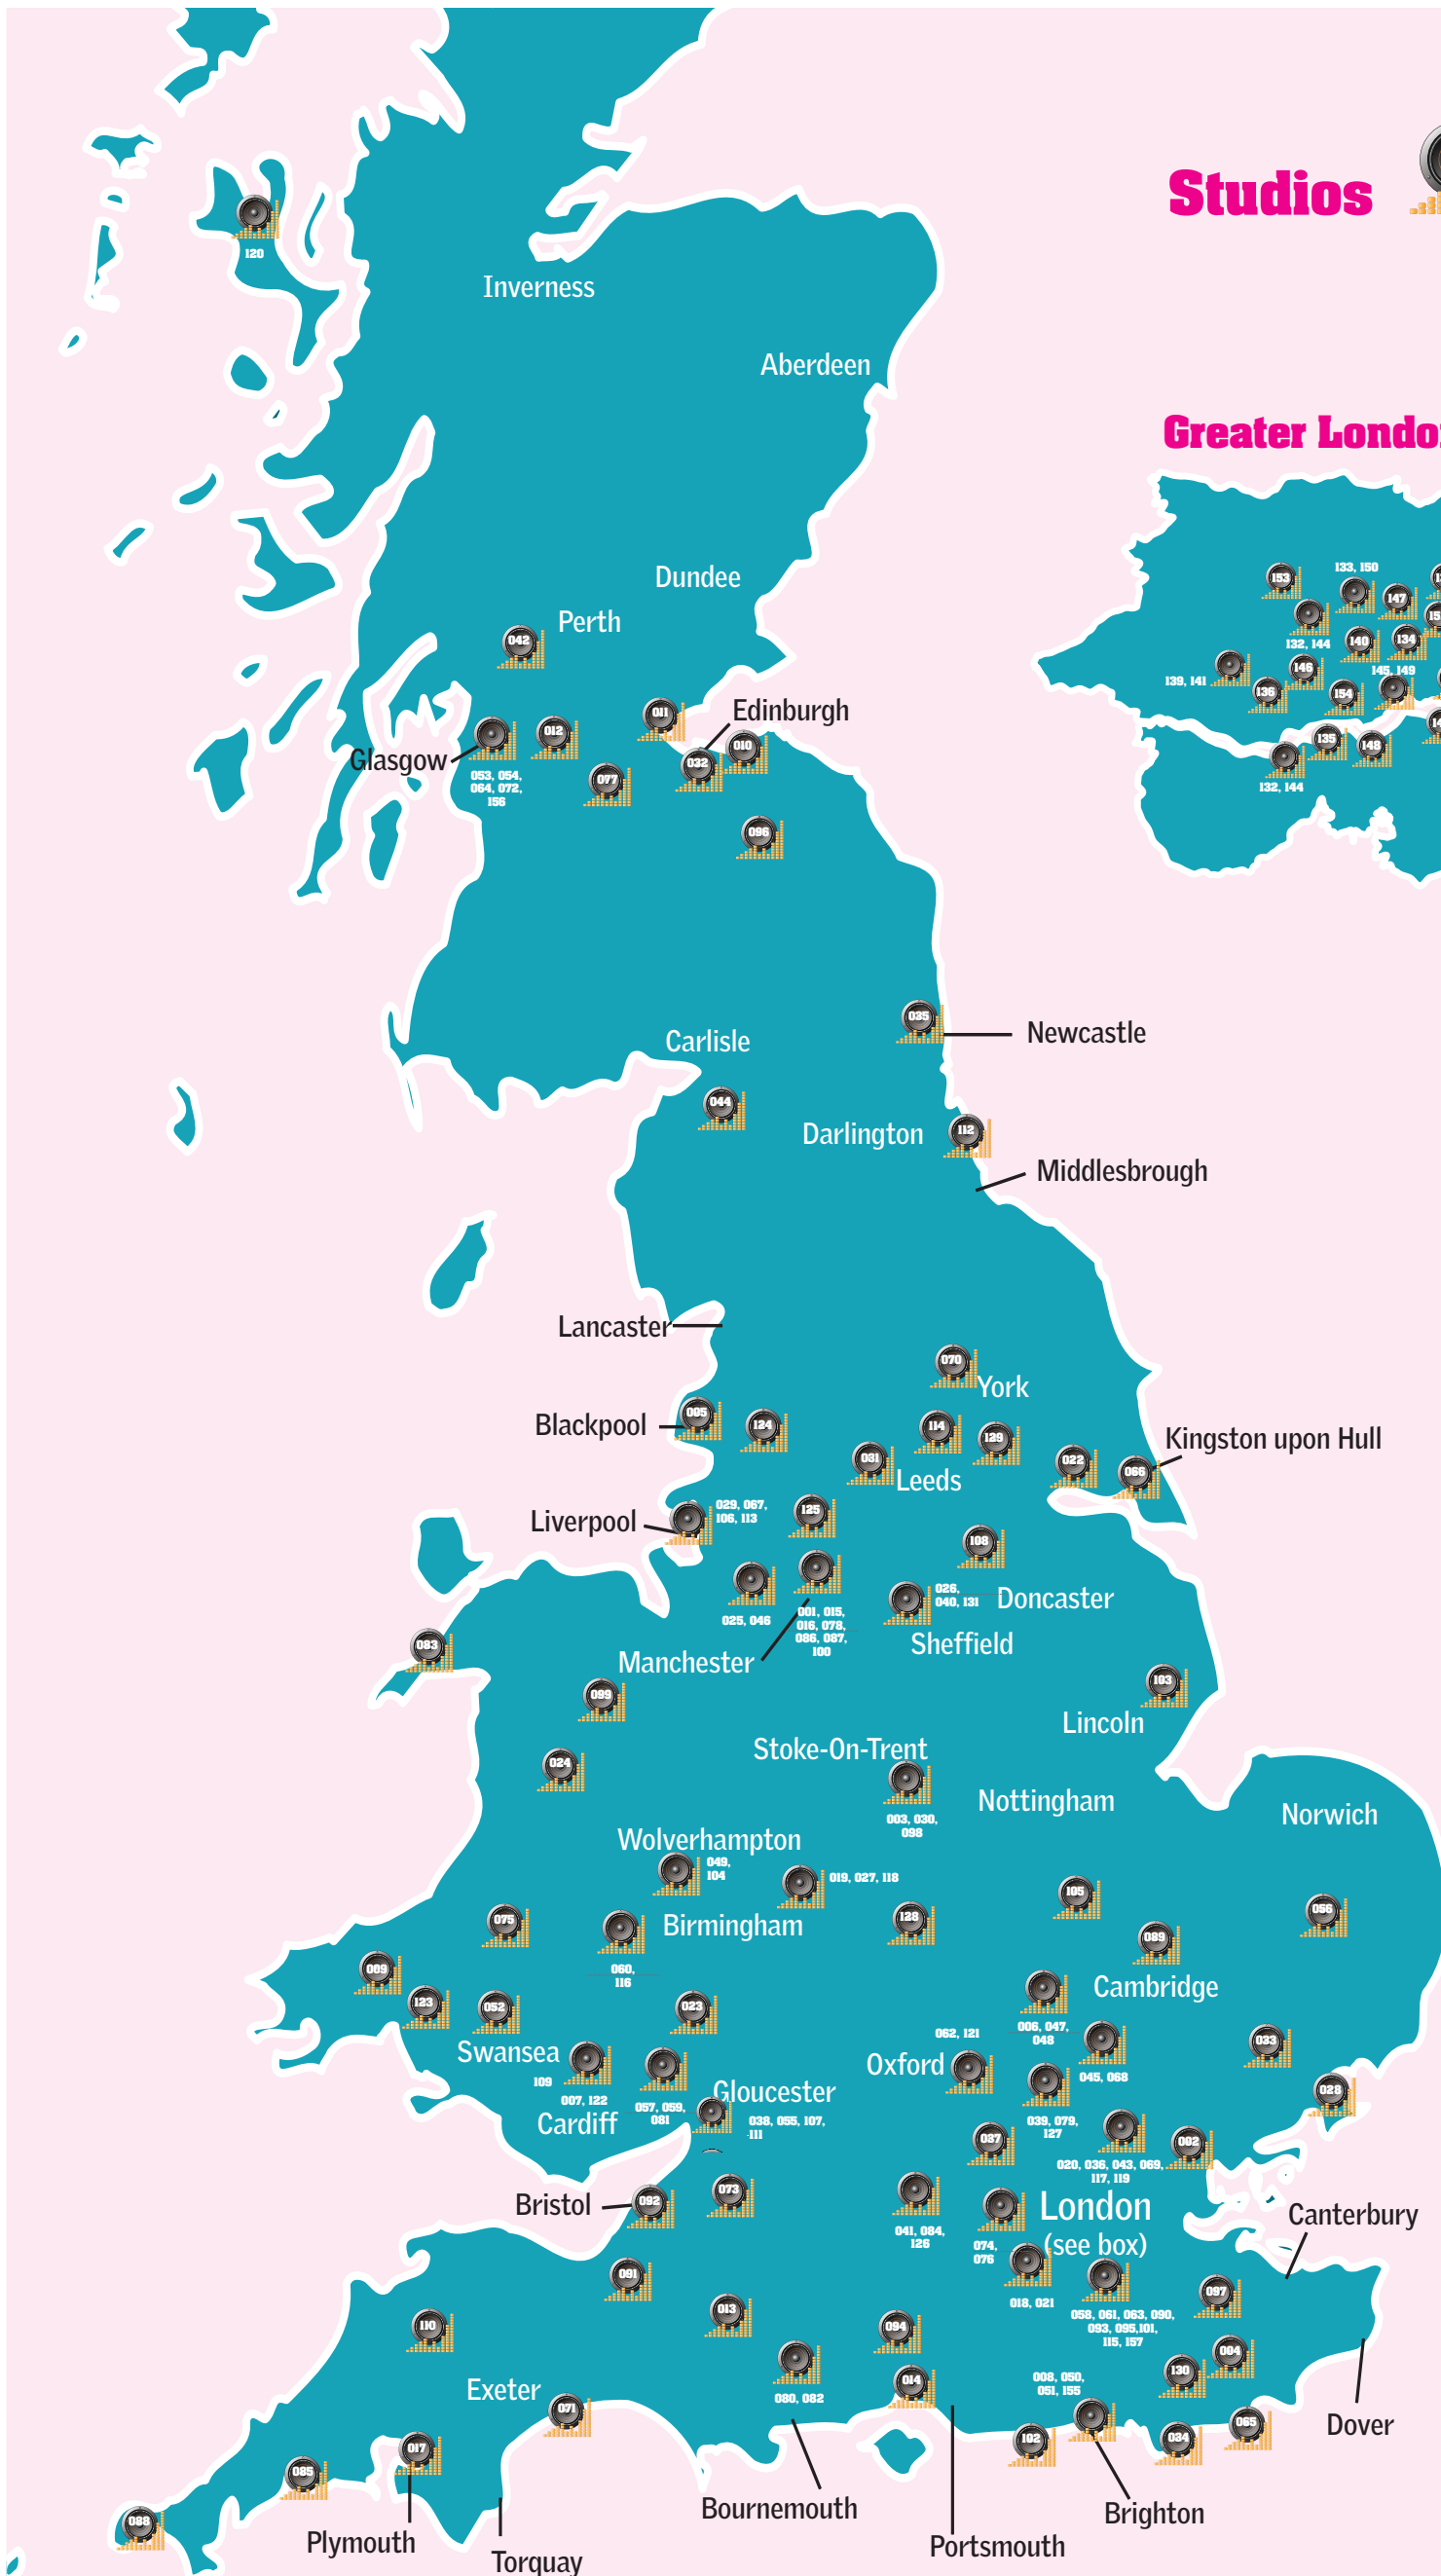 Studios
120
Inverness
Aberdeen
Greater Londo
153
133, 150
147
132, 144
140
134
139, 141
146
145, 149
136
154
135
148
132, 144
Dundee
Perth
042
011
Edinburgh
Glasgow
012
010
053, 054,
064, 072,
156
077
032
096
035
Newcastle
Carlisle
044
Darlington
112
Middlesbrough
Lancaster
070
York
Blackpool
005
124
114
129
Kingston upon Hull
031
Leeds
022
066
Liverpool
029, 067,
106, 113
125
108
025, 046
001, 015,
016, 078,
086, 087,
100
026,
040, 131
Doncaster
Sheffield
083
Manchester
099
103
Lincoln
024
Stoke-On-Trent
003, 030,
098
Nottingham
Norwich
Wolverhampton
049,
104
019, 027, 118
105
056
075
Birmingham
128
089
060,
116
009
Cambridge
123
052
023
006, 047,
048
062, 121
033
Swansea
Oxford
045, 068
109
007, 122
057, 059,
081
Gloucester
028
Cardiff
038, 055, 107,
111
039, 079,
127
037
002
020, 036, 043, 069,
117, 119
Bristol
092
073
London
(see box)
Canterbury
041, 084,
126
074,
076
091
018, 021
097
013
058, 061, 063, 090,
093, 095,101,
115, 157
110
094
004
080, 082
014
008, 050,
051, 155
130
Exeter
071
102
034
065
Dover
017
085
088
Bournemouth
Brighton
Plymouth
Portsmouth
Torquay